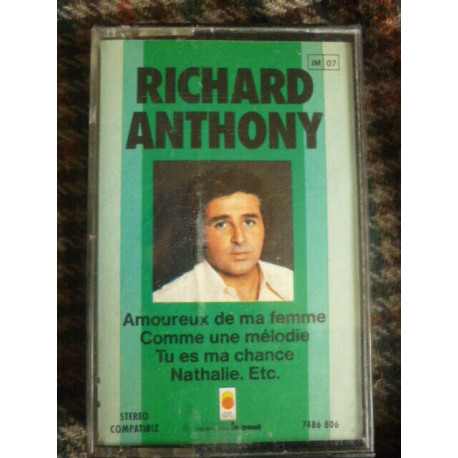 IM 07
RICHARD
ANTHONY
Amoureux de ma femme
Comme une mélodie
Tu es ma chance
Nathalie. Etc.
STEREO
COMPATIBLE
7486 806